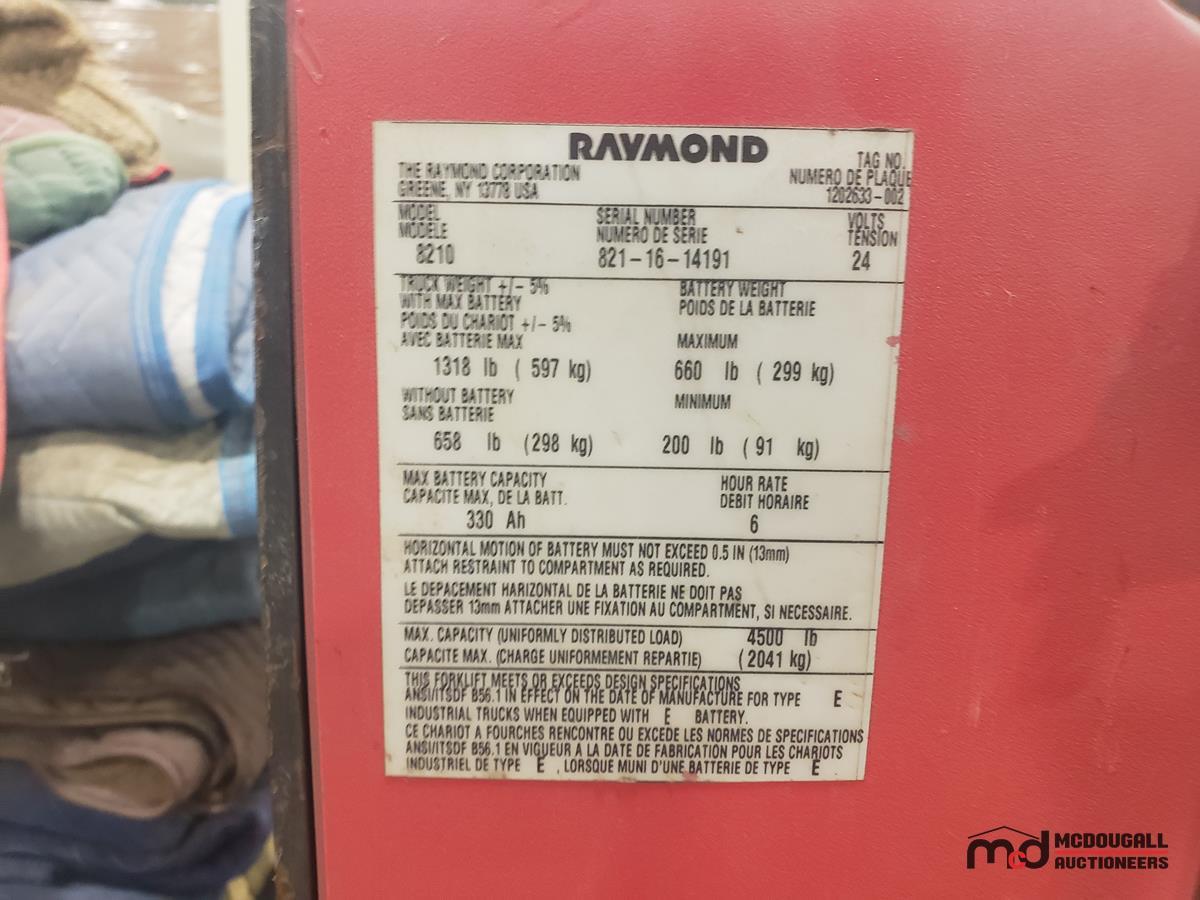 RAYMOND
THE RAYMOND CORPORATION
GREENE, NY 13778 USA
TAG NO.
NUMERO DE PLAQUE
1202633-002
MODEL
MODELE
8210
SERIAL NUMBER
NUMERO DE SERIE
821-16-14191
VOLTS
TENSION
24
TRUCK WEIGHT +/- 5%
WITH MAX BATTERY
POIDS DU CHARIOT +/- 5%
AVEC BATTERIE MAX
1318 lb ( 597 kg)
BATTERY WEIGHT
POIDS DE LA BATTERIE
MAXIMUM
660 lb ( 299 kg)
WITHOUT BATTERY
SANS BATTERIE
658 lb (298 kg)
MINIMUM
200 lb ( 91 kg)
MAX BATTERY CAPACITY
CAPACITE MAX, DE LA BATT.
330 Ah
HOUR RATE
DEBIT HORAIRE
6
HORIZONTAL MOTION OF BATTERY MUST NOT EXCEED 0.5 IN (13mm)
ATTACH RESTRAINT TO COMPARTMENT AS REQUIRED.
LE DEPACEMENT HARIZONTAL DE LA BATTERIE NE DOIT PAS
DEPASSER 13mm ATTACHER UNE FIXATION AU COMPARTMENT, SI NECESSAIRE.
MAX. CAPACITY (UNIFORMLY DISTRIBUTED LOAD) 4500 lb
CAPACITE MAX. (CHARGE UNIFORMEMENT REPARTIE) (2041 kg)
THIS FORKLIFT MEETS OR EXCEEDS DESIGN SPECIFICATIONS
ANSI/ITSDF B56.1 IN EFFECT ON THE DATE OF MANUFACTURE FOR TYPE E
INDUSTRIAL TRUCKS WHEN EQUIPPED WITH E BATTERY.
CE CHARIOT A FOURCHES RENCONTRE OU EXCEDE LES NORMES DE SPECIFICATIONS
ANSI/ITSDF B56.1 EN VIGUEUR A LA DATE DE FABRICATION POUR LES CHARIOTS
INDUSTRIEL DE TYPE E , LORSQUE MUNI D'UNE BATTERIE DE TYPE E
mcd MCDOUGALL
AUCTIONEERS